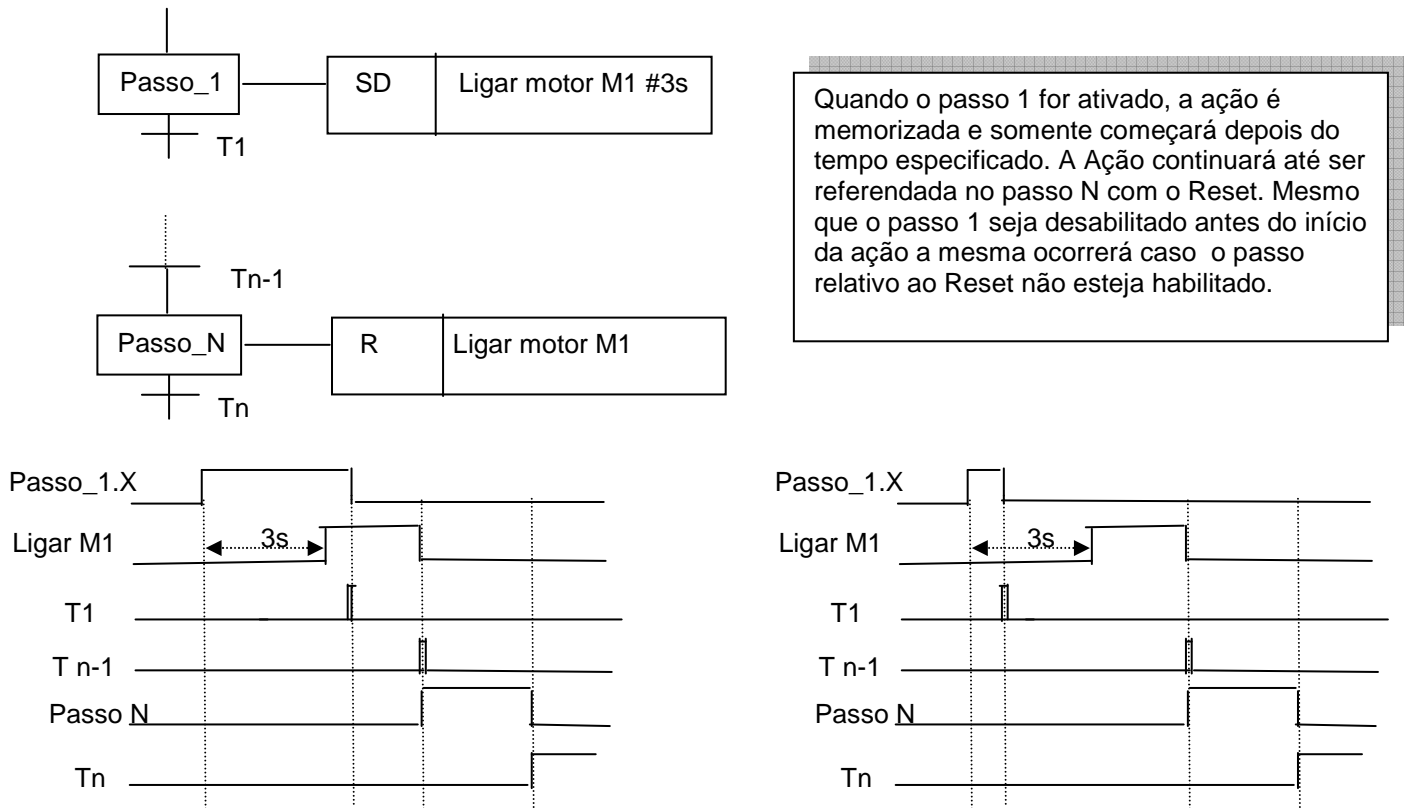 Passo_1
SD
Ligar motor M1 #3s
T1
Tn-1
Passo_N
R
Ligar motor M1
Tn
Quando o passo 1 for ativado, a ação é
memorizada e somente começará depois do
tempo especificado. A Ação continuará até ser
referendada no passo N com o Reset. Mesmo
que o passo 1 seja desabilitado antes do início
da ação a mesma ocorrerá caso o passo
relativo ao Reset não esteja habilitado.
Passo_1.X
Ligar M1
3s
T1
T n-1
Passo N
Tn
Passo_1.X
Ligar M1
3s
T1
T n-1
Passo N
Tn